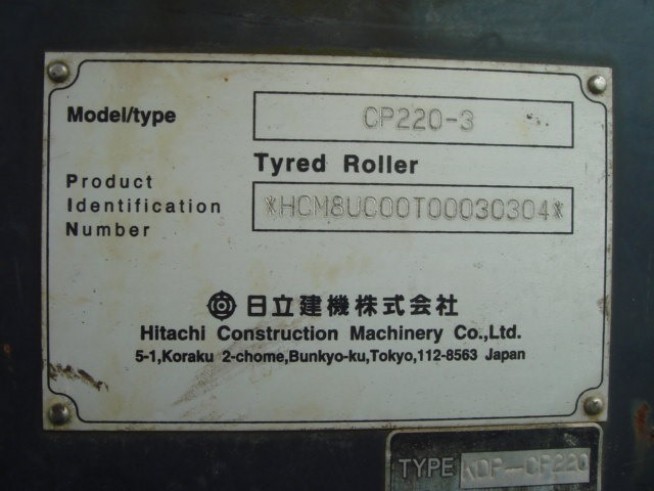 Model/type CP220-3
Tyred Roller
Product
Identification *HCM8UC00T00030304*
Number
日立建機株式会社
Hitachi Construction Machinery Co.,Ltd.
5-1,Koraku 2-chome,Bunkyo-ku,Tokyo,112-8563 Japan
TYPE KDP-CP220